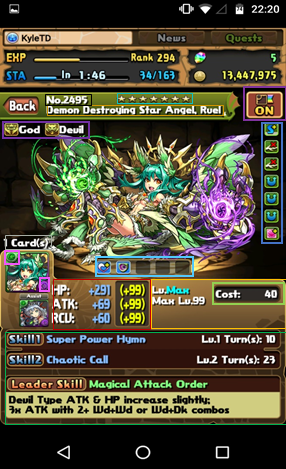 22:20
KyleTD News Quests
EXP Rank 294 5
STA In 1:46 34/163 13,447,975
Back No.2495 ★★★★★★★
Demon Destroying Star Angel, Ruel
ON
God Devil
1 Card(s)
Assist
HP: +291 (+99) Lv.Max Cost: 40
ATK: +69 (+99) Max Lv.99
RCV: +60 (+99)
Skill1 Super Power Hymn Lv.1 Turn(s): 10
Skill2 Chaotic Call Lv.2 Turn(s): 23
Leader Skill Magical Attack Order
Devil Type ATK & HP increase slightly;
7x ATK with 2+ Wd+Wd or Wd+Dk combos